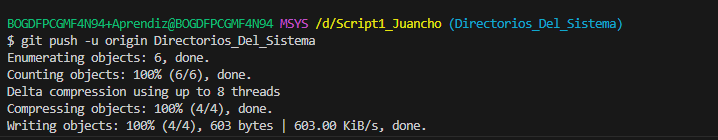 BOGDFPCGMF4N94+Aprendiz@BOGDFPCGMF4N94 MSYS /d/Script1_Juancho (Directorios_Del_Sistema)
$ git push -u origin Directorios_Del_Sistema
Enumerating objects: 6, done.
Counting objects: 100% (6/6), done.
Delta compression using up to 8 threads
Compressing objects: 100% (4/4), done.
Writing objects: 100% (4/4), 603 bytes | 603.00 KiB/s, done.